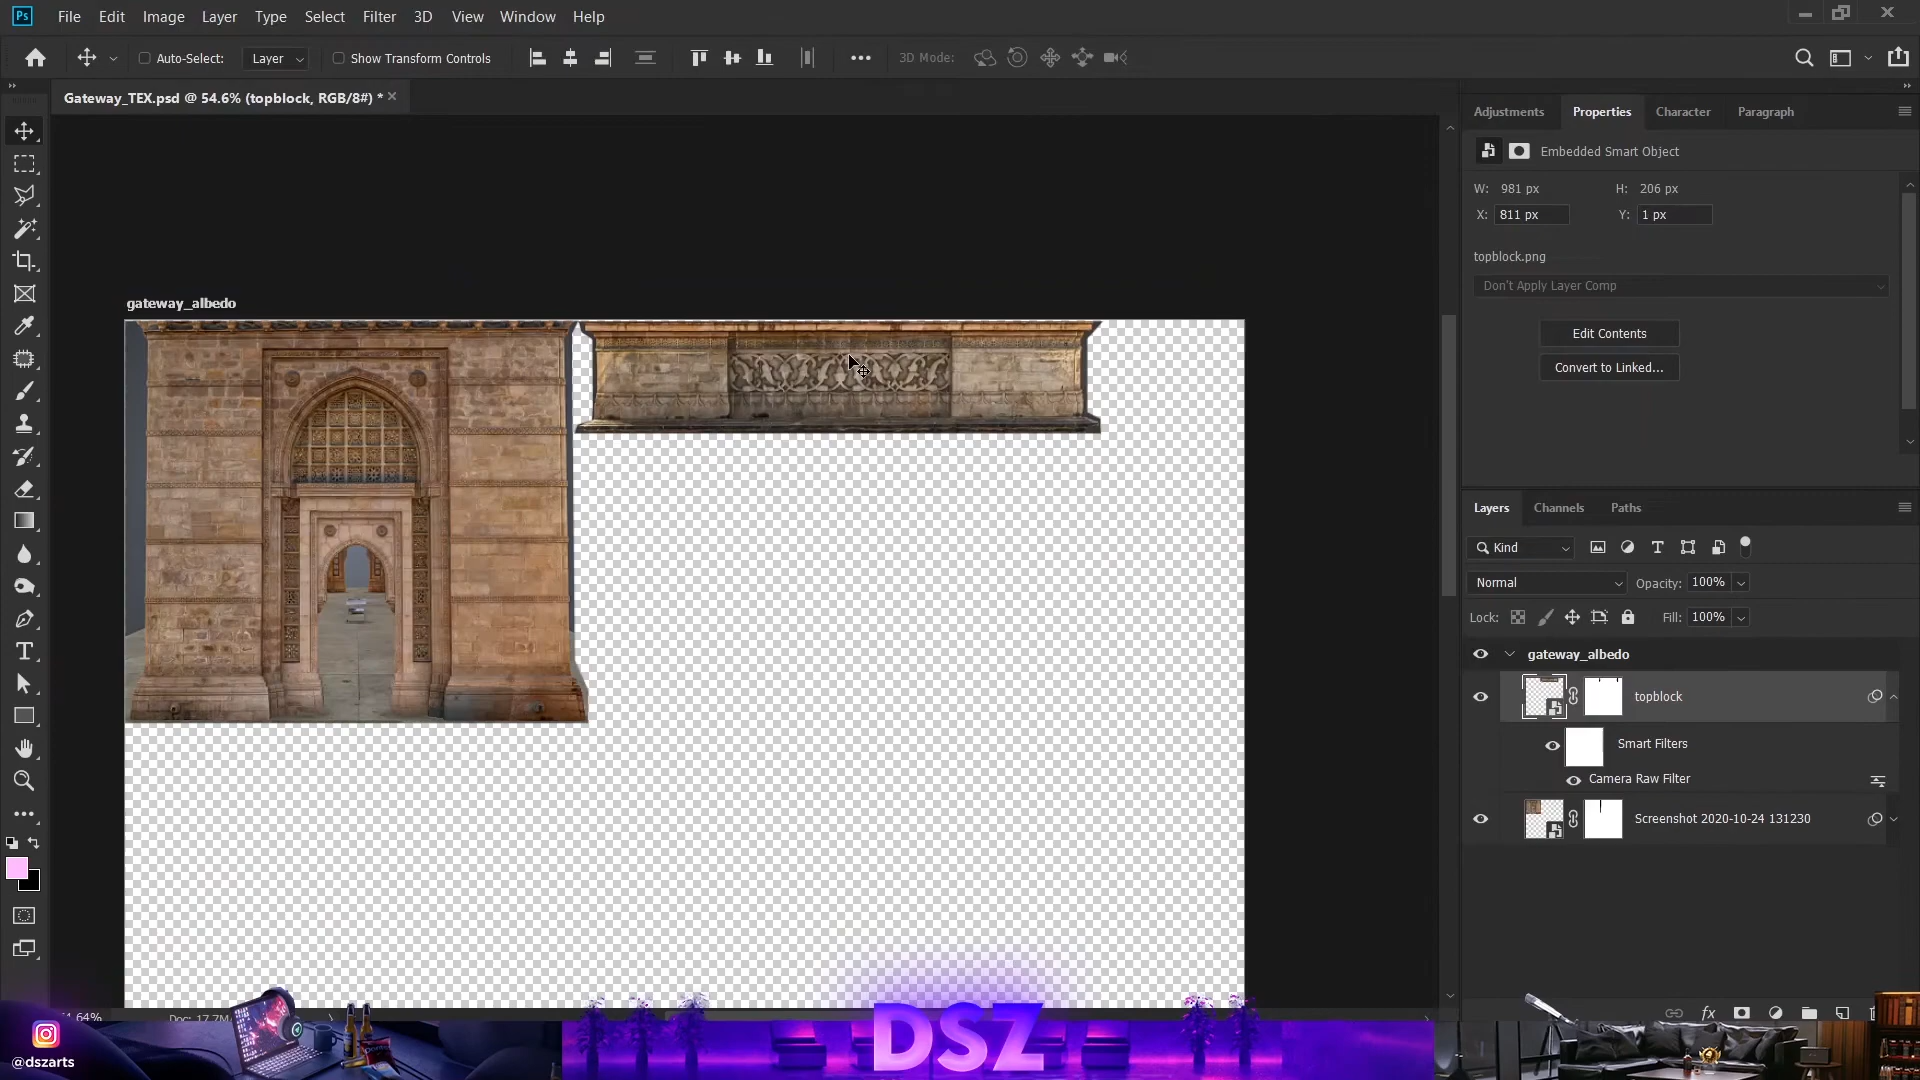 Ps File Edit Image Layer Type Select Filter 3D View Window Help
Auto-Select: Layer Show Transform Controls 3D Mode:
Gateway_TEX.psd @ 54.6% (topblock, RGB/8#) *
Adjustments Properties Character Paragraph
Embedded Smart Object
W: 981 px H: 206 px
X: 811 px Y: 1 px
topblock.png
Don't Apply Layer Comp
Edit Contents
Convert to Linked...
gateway_albedo
Layers Channels Paths
Kind
Normal Opacity: 100%
Lock: Fill: 100%
gateway_albedo
topblock
Smart Filters
Camera Raw Filter
Screenshot 2020-10-24 131230
fx
DSZ
@dszarts